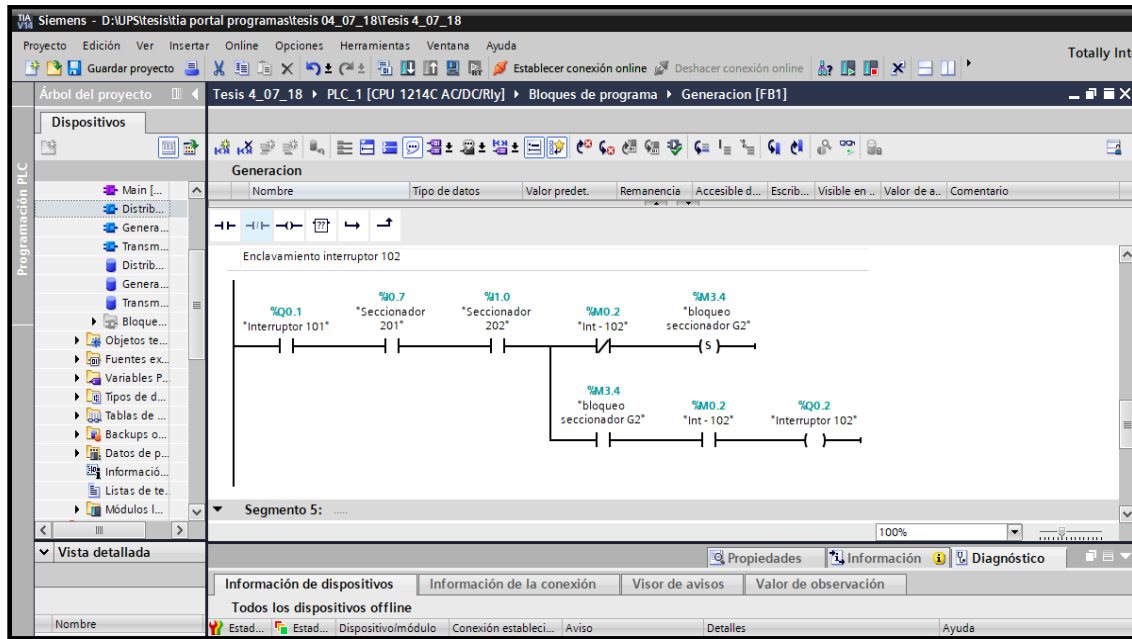 TIA V14 Siemens - D:\UPS\tesis\tia portal programas\tesis 04_07_18\Tesis 4_07_18
Proyecto Edición Ver Insertar Online Opciones Herramientas Ventana Ayuda
Totally Int
Guardar proyecto Establecer conexión online Deshacer conexión online
Árbol del proyecto Tesis 4_07_18 PLC_1 [CPU 1214C AC/DC/Rly] Bloques de programa Generacion [FB1]
Dispositivos
Programación PLC
Generacion
Nombre Tipo de datos Valor predet. Remanencia Accesible d... Escrib... Visible en .. Valor de a.. Comentario
Main [...
Distrib...
Genera...
Transm...
Distrib...
Genera...
Transm...
Bloque...
Objetos te...
Fuentes ex...
Variables P...
Tipos de d...
Tablas de ...
Backups o...
Datos de p...
Informació...
Listas de te..
Módulos l...
??
Enclavamiento interruptor 102
%Q0.1
"Interruptor 101"
%I0.7
"Seccionador
201"
%I1.0
"Seccionador
202"
%M0.2
"Int - 102"
%M3.4
"bloqueo
seccionador G2"
S
%M3.4
"bloqueo
seccionador G2"
%M0.2
"Int - 102"
%Q0.2
"Interruptor 102"
Segmento 5: .....
100%
Vista detallada
Nombre
Propiedades Información Diagnóstico
Información de dispositivos Información de la conexión Visor de avisos Valor de observación
Todos los dispositivos offline
Estad... Estad... Dispositivo/módulo Conexión estableci... Aviso Detalles Ayuda